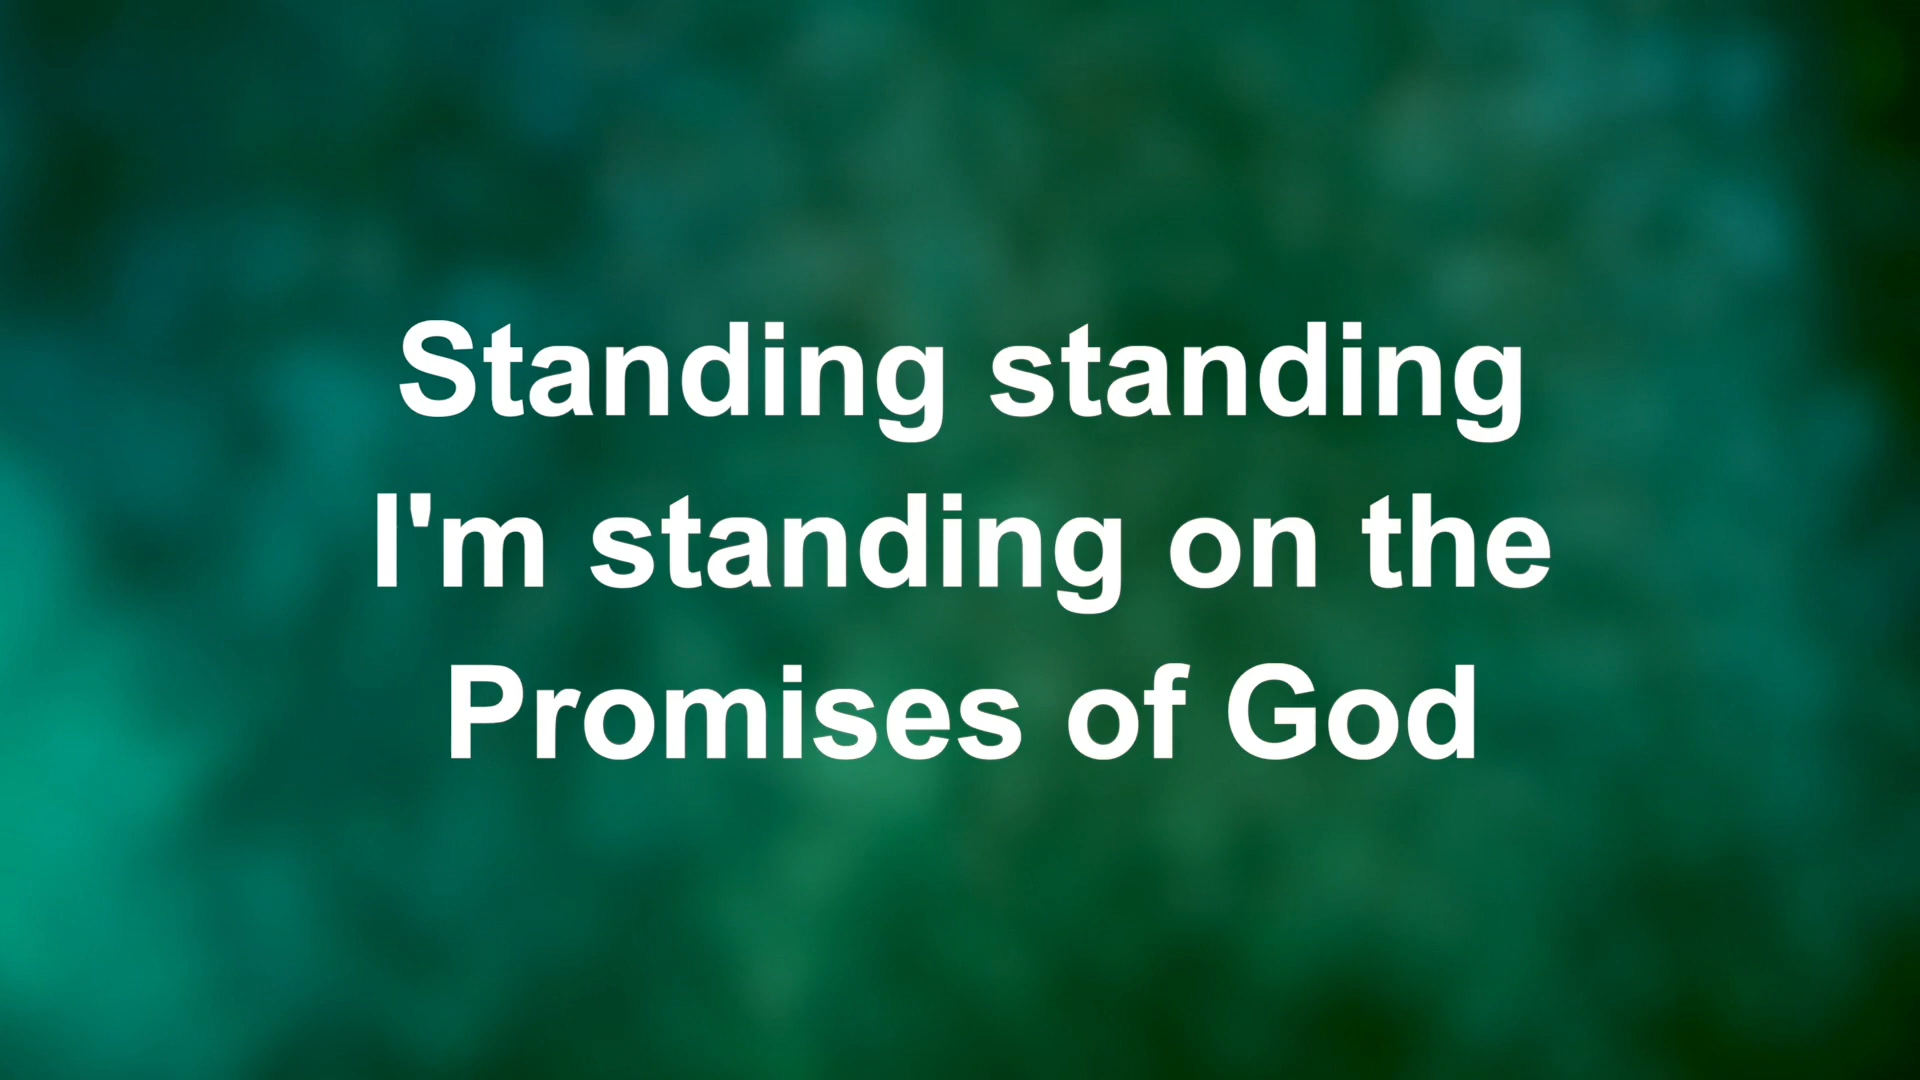 Standing standing
I'm standing on the
Promises of God